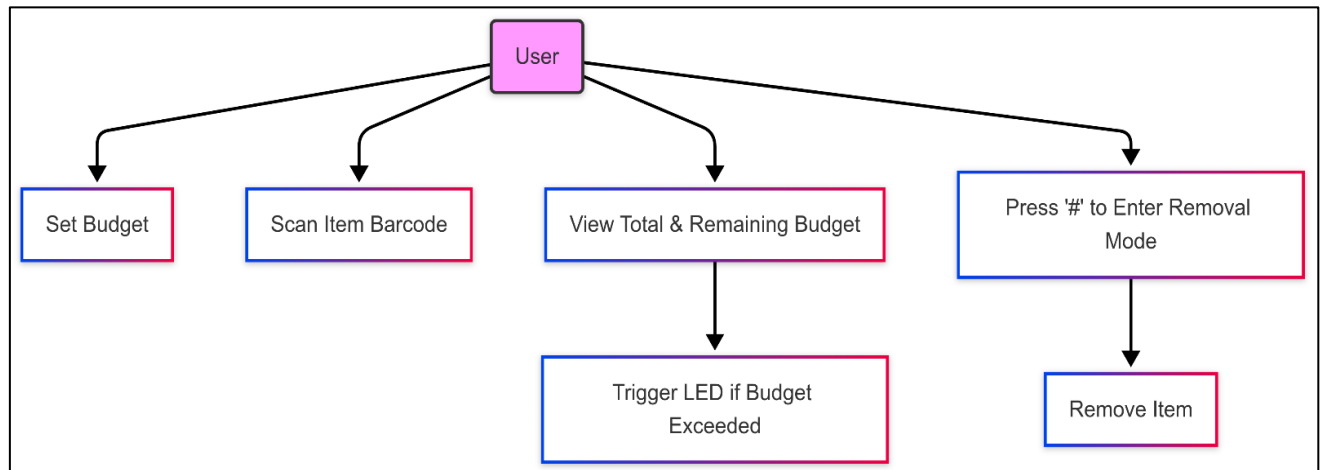 User
Set Budget
Scan Item Barcode
View Total & Remaining Budget
Press '#' to Enter Removal
Mode
Trigger LED if Budget
Exceeded
Remove Item